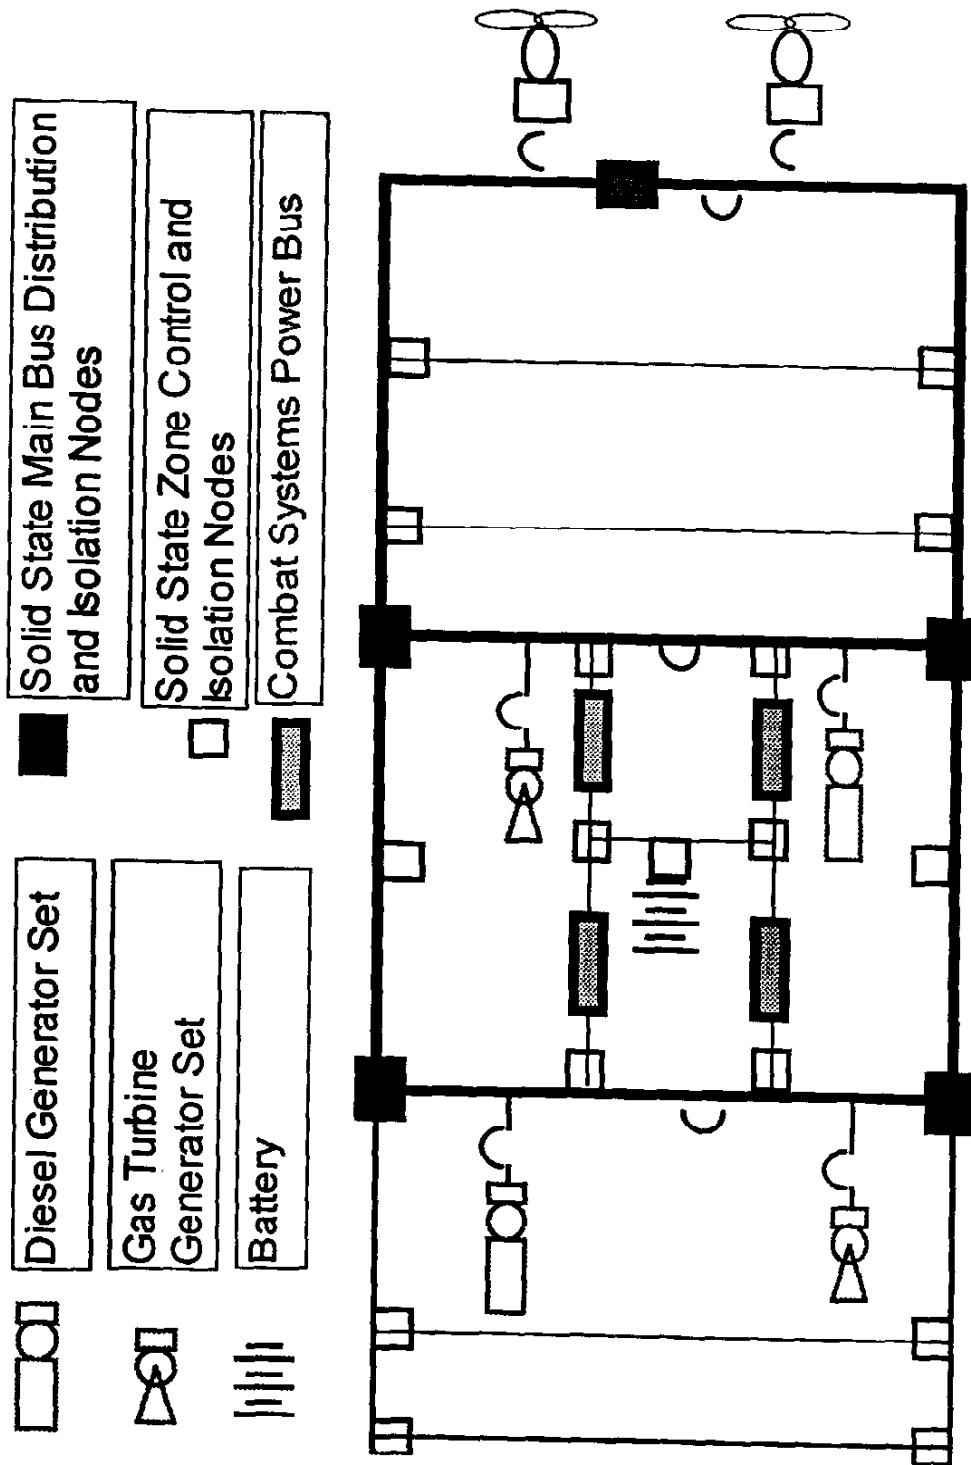 Diesel Generator Set
Gas Turbine
Generator Set
Battery
Solid State Main Bus Distribution
and Isolation Nodes
Solid State Zone Control and
Isolation Nodes
Combat Systems Power Bus